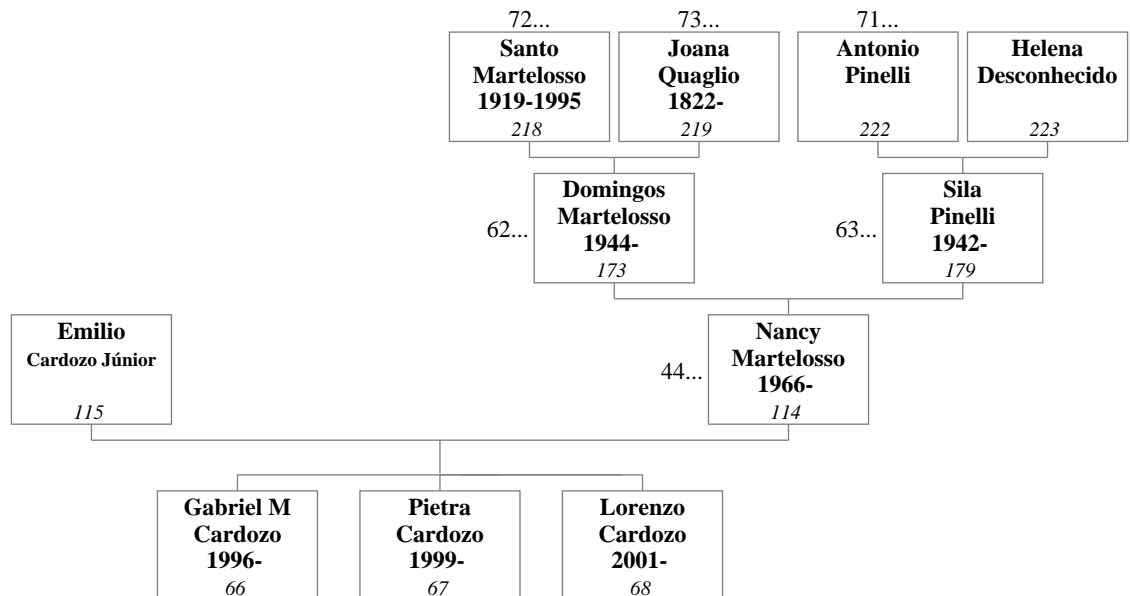 72...
73...
71...
Santo
Martelosso
1919-1995
218
Joana
Quaglio
1822-
219
Antonio
Pinelli
222
Helena
Desconhecido
223
62...
Domingos
Martelosso
1944-
173
63...
Sila
Pinelli
1942-
179
Emilio
Cardozo Júnior
115
44...
Nancy
Martelosso
1966-
114
Gabriel M
Cardozo
1996-
66
Pietra
Cardozo
1999-
67
Lorenzo
Cardozo
2001-
68